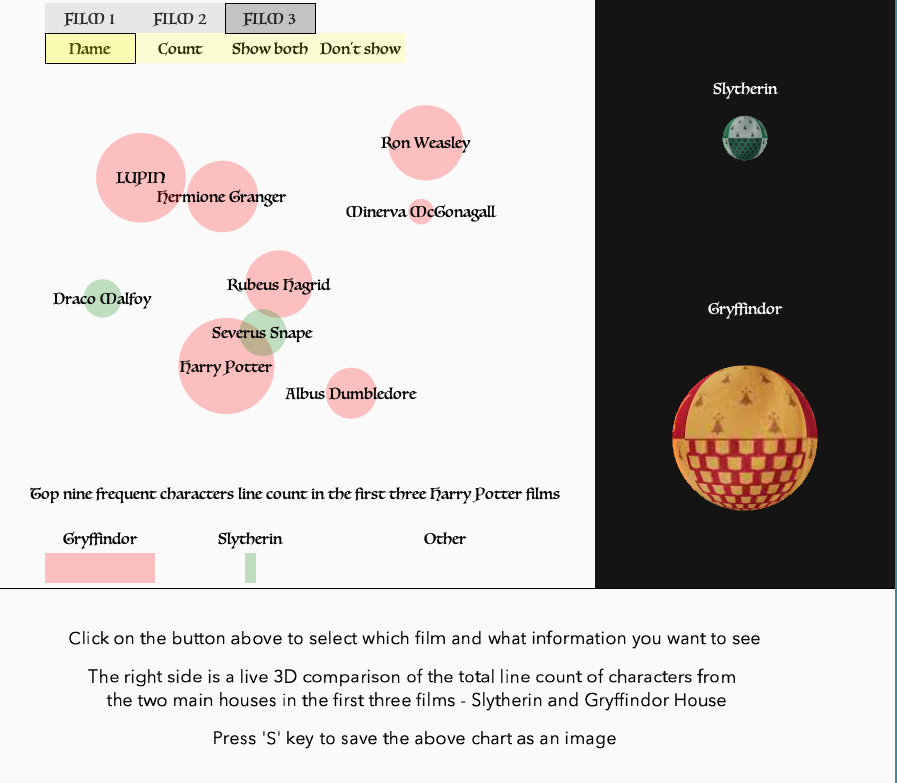 FILM 1 FILM 2 FILM 3
Name Count Show both Don't show
Slytherin
Ron Weasley
LUPIN
Hermione Granger
Minerva McGonagall
Rubeus Hagrid
Draco Malfoy
Gryffindor
Severus Snape
Harry Potter
Albus Dumbledore
Top nine frequent characters line count in the first three Harry Potter films
Gryffindor Slytherin Other
Click on the button above to select which film and what information you want to see
The right side is a live 3D comparison of the total line count of characters from
the two main houses in the first three films - Slytherin and Gryffindor House
Press 'S' key to save the above chart as an image